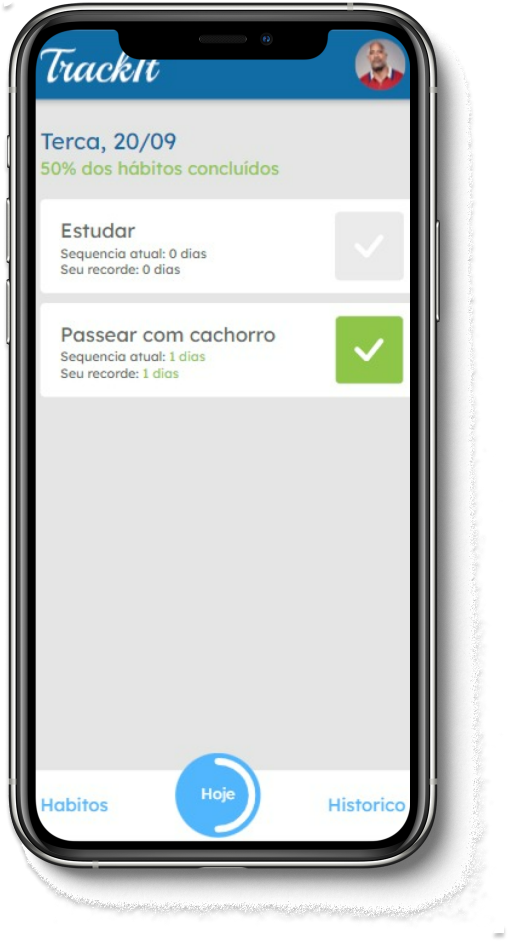 TrackIt
Terca, 20/09
50% dos hábitos concluídos
Estudar
Sequencia atual: 0 dias
Seu recorde: 0 dias
Passear com cachorro
Sequencia atual: 1 dias
Seu recorde: 1 dias
Habitos
Hoje
Historico